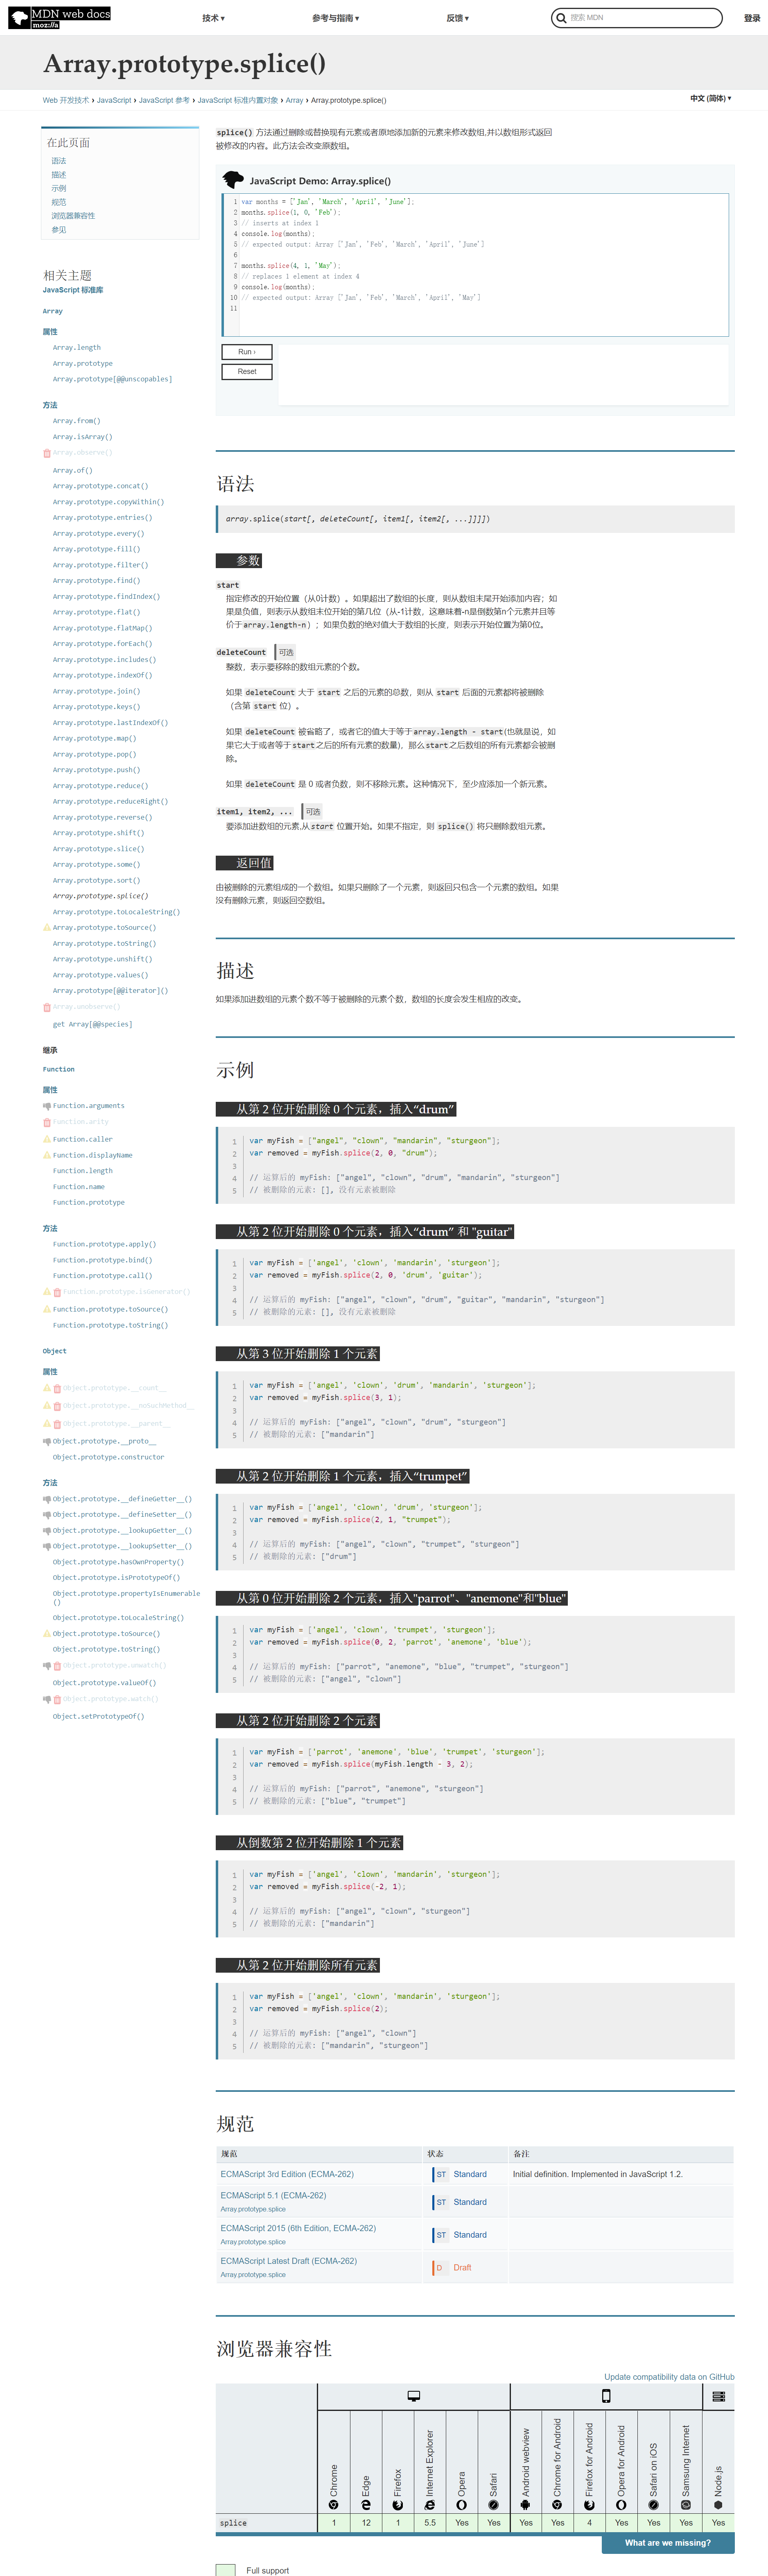 MDN web docs
moz://a
技术 ▾
参考与指南 ▾
反馈 ▾
搜索 MDN
登录
Array.prototype.splice()
Web 开发技术 › JavaScript › JavaScript 参考 › JavaScript 标准内置对象 › Array › Array.prototype.splice()
中文 (简体) ▾
在此页面
语法
描述
示例
规范
浏览器兼容性
参见
相关主题
JavaScript 标准库
Array
属性
Array.length
Array.prototype
Array.prototype[@@unscopables]
方法
Array.from()
Array.isArray()
Array.observe()
Array.of()
Array.prototype.concat()
Array.prototype.copyWithin()
Array.prototype.entries()
Array.prototype.every()
Array.prototype.fill()
Array.prototype.filter()
Array.prototype.find()
Array.prototype.findIndex()
Array.prototype.flat()
Array.prototype.flatMap()
Array.prototype.forEach()
Array.prototype.includes()
Array.prototype.indexOf()
Array.prototype.join()
Array.prototype.keys()
Array.prototype.lastIndexOf()
Array.prototype.map()
Array.prototype.pop()
Array.prototype.push()
Array.prototype.reduce()
Array.prototype.reduceRight()
Array.prototype.reverse()
Array.prototype.shift()
Array.prototype.slice()
Array.prototype.some()
Array.prototype.sort()
Array.prototype.splice()
Array.prototype.toLocaleString()
Array.prototype.toSource()
Array.prototype.toString()
Array.prototype.unshift()
Array.prototype.values()
Array.prototype[@@iterator]()
Array.unobserve()
get Array[@@species]
继承
Function
属性
Function.arguments
Function.arity
Function.caller
Function.displayName
Function.length
Function.name
Function.prototype
方法
Function.prototype.apply()
Function.prototype.bind()
Function.prototype.call()
Function.prototype.isGenerator()
Function.prototype.toSource()
Function.prototype.toString()
Object
属性
Object.prototype.__count__
Object.prototype.__noSuchMethod__
Object.prototype.__parent__
Object.prototype.__proto__
Object.prototype.constructor
方法
Object.prototype.__defineGetter__()
Object.prototype.__defineSetter__()
Object.prototype.__lookupGetter__()
Object.prototype.__lookupSetter__()
Object.prototype.hasOwnProperty()
Object.prototype.isPrototypeOf()
Object.prototype.propertyIsEnumerable
()
Object.prototype.toLocaleString()
Object.prototype.toSource()
Object.prototype.toString()
Object.prototype.unwatch()
Object.prototype.valueOf()
Object.prototype.watch()
Object.setPrototypeOf()
splice() 方法通过删除或替换现有元素或者原地添加新的元素来修改数组,并以数组形式返回
被修改的内容。此方法会改变原数组。
JavaScript Demo: Array.splice()
1 var months = ['Jan', 'March', 'April', 'June'];
2 months.splice(1, 0, 'Feb');
3 // inserts at index 1
4 console.log(months);
5 // expected output: Array ['Jan', 'Feb', 'March', 'April', 'June']
6
7 months.splice(4, 1, 'May');
8 // replaces 1 element at index 4
9 console.log(months);
10 // expected output: Array ['Jan', 'Feb', 'March', 'April', 'May']
11
Run ›
Reset
语法
array.splice(start[, deleteCount[, item1[, item2[, ...]]]])
参数
start
指定修改的开始位置（从0计数）。如果超出了数组的长度，则从数组末尾开始添加内容；如
果是负值，则表示从数组末位开始的第几位（从-1计数，这意味着-n是倒数第n个元素并且等
价于array.length-n）；如果负数的绝对值大于数组的长度，则表示开始位置为第0位。
deleteCount 可选
整数，表示要移除的数组元素的个数。
如果 deleteCount 大于 start 之后的元素的总数，则从 start 后面的元素都将被删除
（含第 start 位）。
如果 deleteCount 被省略了，或者它的值大于等于array.length - start(也就是说，如
果它大于或者等于start之后的所有元素的数量)，那么start之后数组的所有元素都会被删
除。
如果 deleteCount 是 0 或者负数，则不移除元素。这种情况下，至少应添加一个新元素。
item1, item2, ... 可选
要添加进数组的元素,从start 位置开始。如果不指定，则 splice() 将只删除数组元素。
返回值
由被删除的元素组成的一个数组。如果只删除了一个元素，则返回只包含一个元素的数组。如果
没有删除元素，则返回空数组。
描述
如果添加进数组的元素个数不等于被删除的元素个数，数组的长度会发生相应的改变。
示例
从第 2 位开始删除 0 个元素，插入“drum”
1 var myFish = ["angel", "clown", "mandarin", "sturgeon"];
2 var removed = myFish.splice(2, 0, "drum");
3
4 // 运算后的 myFish: ["angel", "clown", "drum", "mandarin", "sturgeon"]
5 // 被删除的元素: [], 没有元素被删除
从第 2 位开始删除 0 个元素，插入“drum” 和 "guitar"
1 var myFish = ['angel', 'clown', 'mandarin', 'sturgeon'];
2 var removed = myFish.splice(2, 0, 'drum', 'guitar');
3
4 // 运算后的 myFish: ["angel", "clown", "drum", "guitar", "mandarin", "sturgeon"]
5 // 被删除的元素: [], 没有元素被删除
从第 3 位开始删除 1 个元素
1 var myFish = ['angel', 'clown', 'drum', 'mandarin', 'sturgeon'];
2 var removed = myFish.splice(3, 1);
3
4 // 运算后的 myFish: ["angel", "clown", "drum", "sturgeon"]
5 // 被删除的元素: ["mandarin"]
从第 2 位开始删除 1 个元素，插入“trumpet”
1 var myFish = ['angel', 'clown', 'drum', 'sturgeon'];
2 var removed = myFish.splice(2, 1, "trumpet");
3
4 // 运算后的 myFish: ["angel", "clown", "trumpet", "sturgeon"]
5 // 被删除的元素: ["drum"]
从第 0 位开始删除 2 个元素，插入"parrot"、"anemone"和"blue"
1 var myFish = ['angel', 'clown', 'trumpet', 'sturgeon'];
2 var removed = myFish.splice(0, 2, 'parrot', 'anemone', 'blue');
3
4 // 运算后的 myFish: ["parrot", "anemone", "blue", "trumpet", "sturgeon"]
5 // 被删除的元素: ["angel", "clown"]
从第 2 位开始删除 2 个元素
1 var myFish = ['parrot', 'anemone', 'blue', 'trumpet', 'sturgeon'];
2 var removed = myFish.splice(myFish.length - 3, 2);
3
4 // 运算后的 myFish: ["parrot", "anemone", "sturgeon"]
5 // 被删除的元素: ["blue", "trumpet"]
从倒数第 2 位开始删除 1 个元素
1 var myFish = ['angel', 'clown', 'mandarin', 'sturgeon'];
2 var removed = myFish.splice(-2, 1);
3
4 // 运算后的 myFish: ["angel", "clown", "sturgeon"]
5 // 被删除的元素: ["mandarin"]
从第 2 位开始删除所有元素
1 var myFish = ['angel', 'clown', 'mandarin', 'sturgeon'];
2 var removed = myFish.splice(2);
3
4 // 运算后的 myFish: ["angel", "clown"]
5 // 被删除的元素: ["mandarin", "sturgeon"]
规范
规范 状态 备注
ECMAScript 3rd Edition (ECMA-262) ST Standard Initial definition. Implemented in JavaScript 1.2.
ECMAScript 5.1 (ECMA-262)
Array.prototype.splice
ST Standard
ECMAScript 2015 (6th Edition, ECMA-262)
Array.prototype.splice
ST Standard
ECMAScript Latest Draft (ECMA-262)
Array.prototype.splice
D Draft
浏览器兼容性
Update compatibility data on GitHub
Chrome
Edge
Firefox
Internet Explorer
Opera
Safari
Android webview
Chrome for Android
Firefox for Android
Opera for Android
Safari on iOS
Samsung Internet
Node.js
splice 1 12 1 5.5 Yes Yes Yes Yes 4 Yes Yes Yes Yes
What are we missing?
Full support